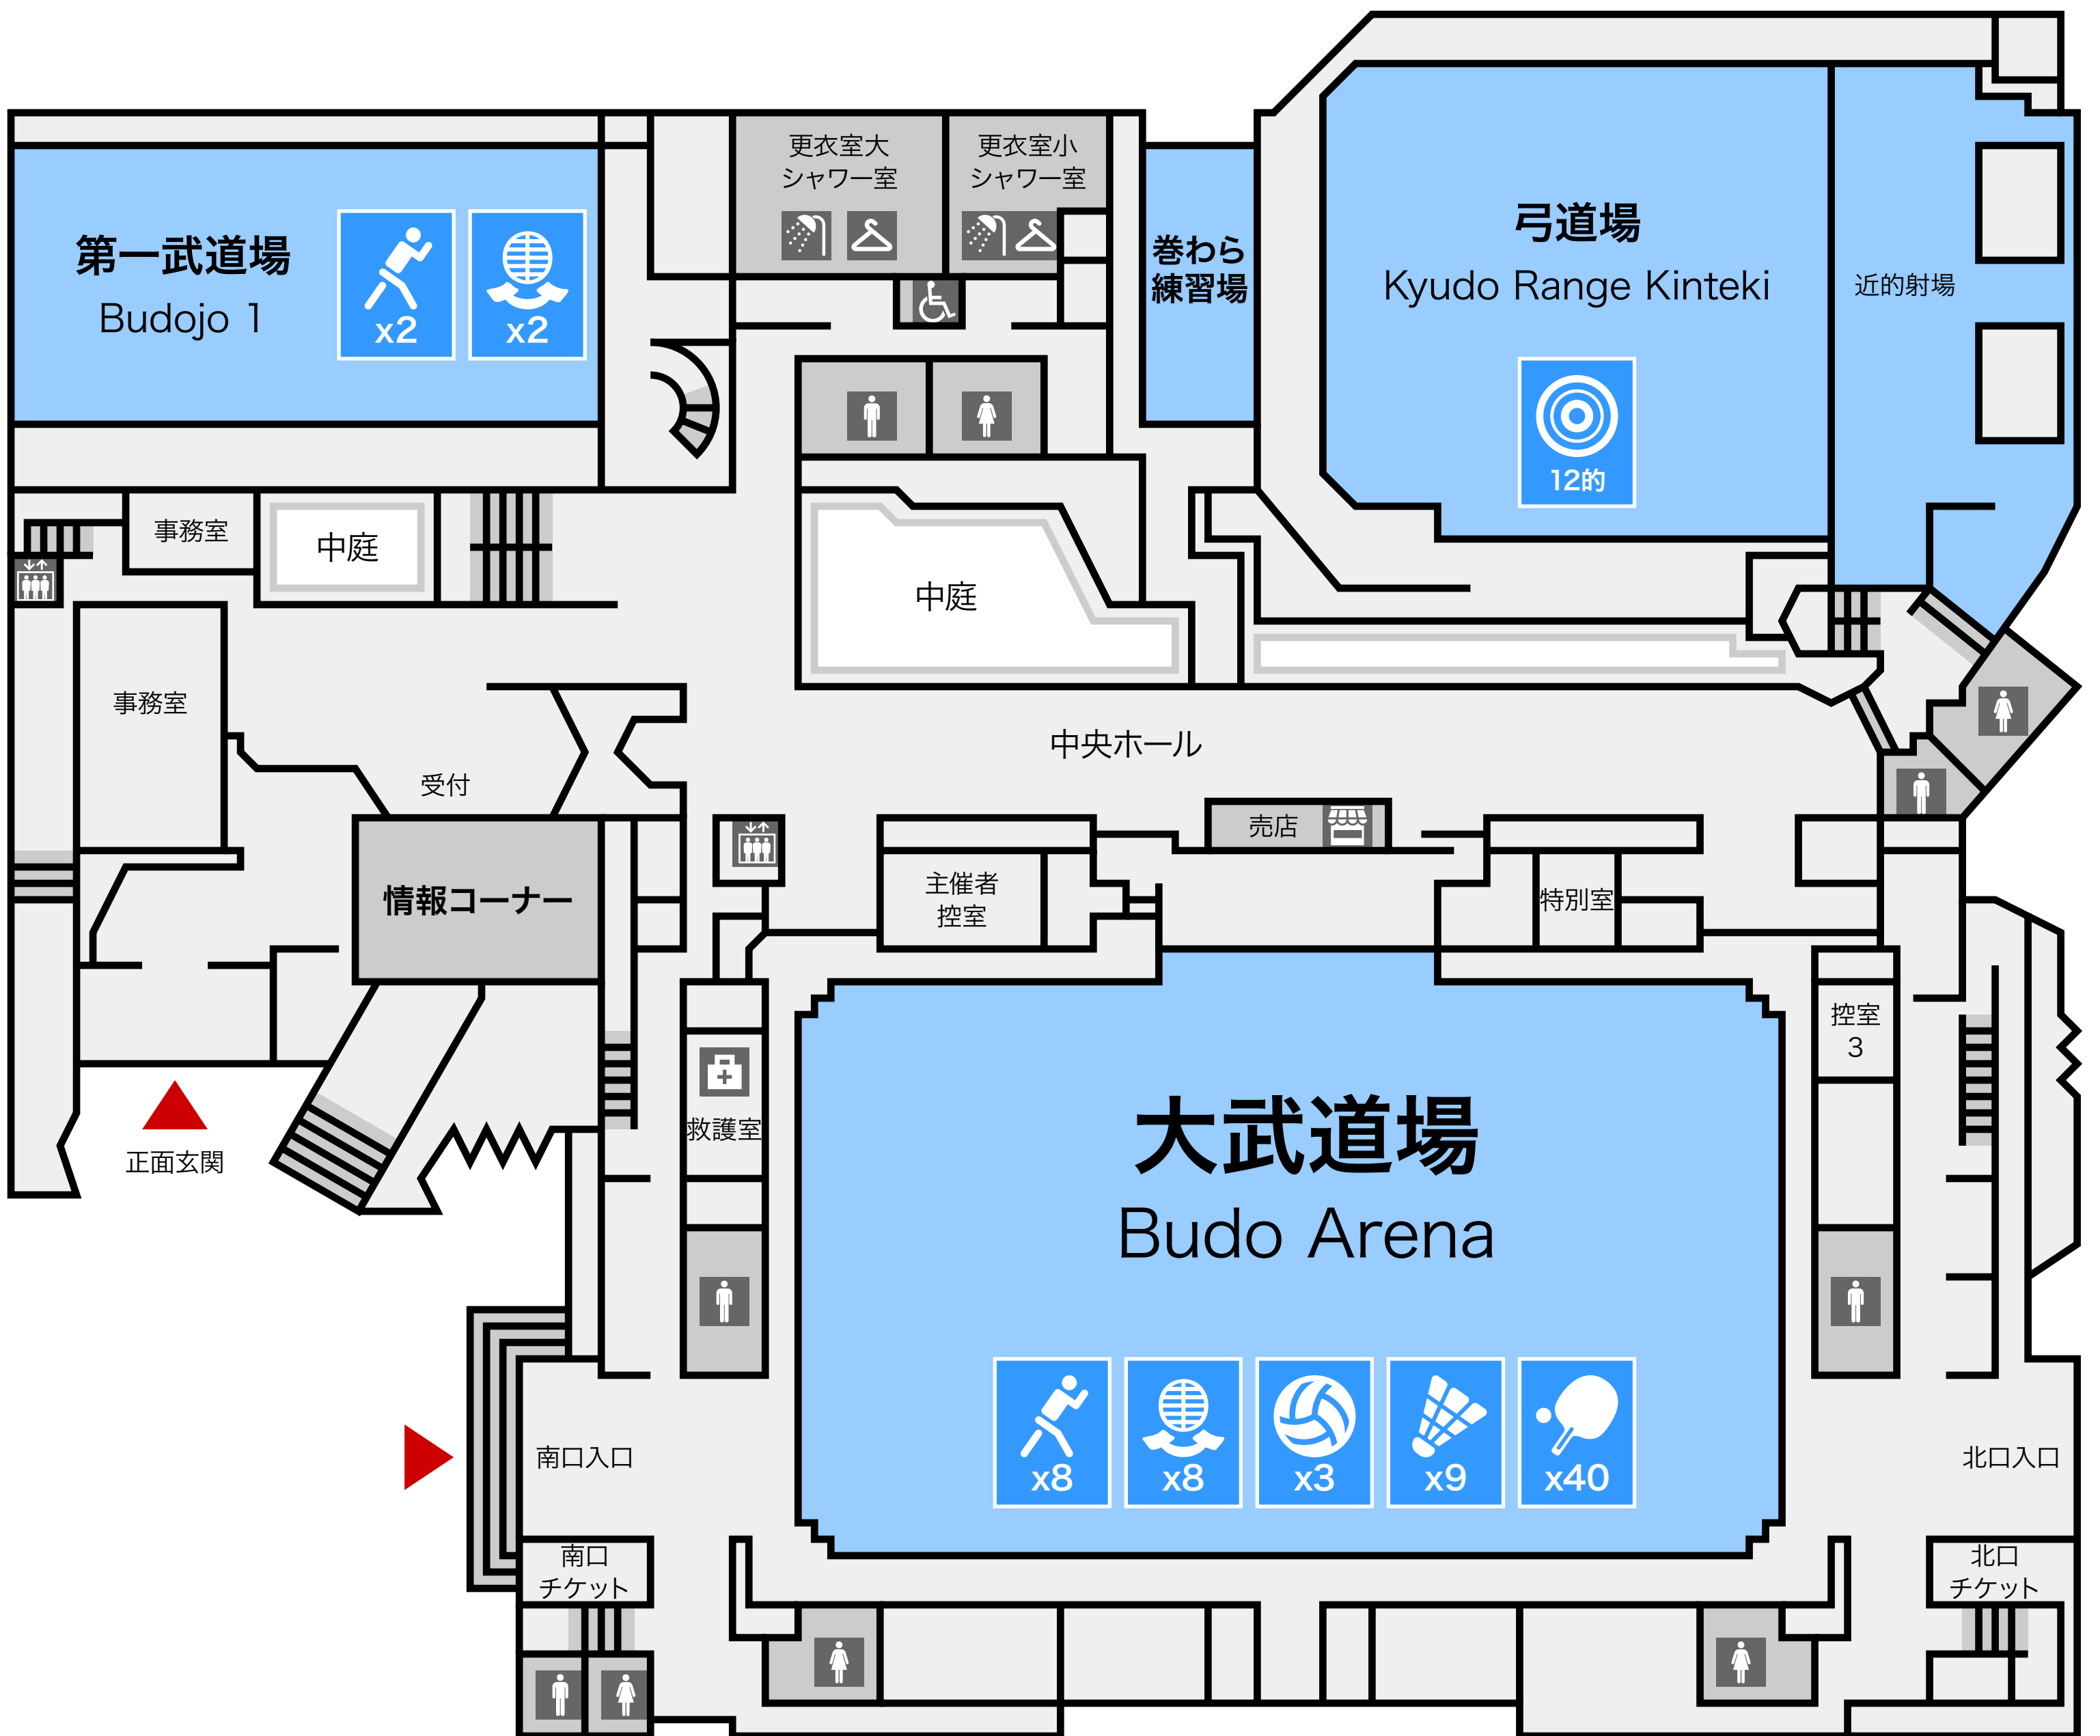 更衣室大
シャワー室
更衣室小
シャワー室
第一武道場
Budojo 1
x2
x2
巻わら
練習場
弓道場
Kyudo Range Kinteki
近的射場
12的
事務室
中庭
中庭
事務室
中央ホール
受付
売店
情報コーナー
主催者
控室
特別室
控室
3
救護室
正面玄関
大武道場
Budo Arena
x8
x8
x3
x9
x40
南口入口
北口入口
南口
チケット
北口
チケット